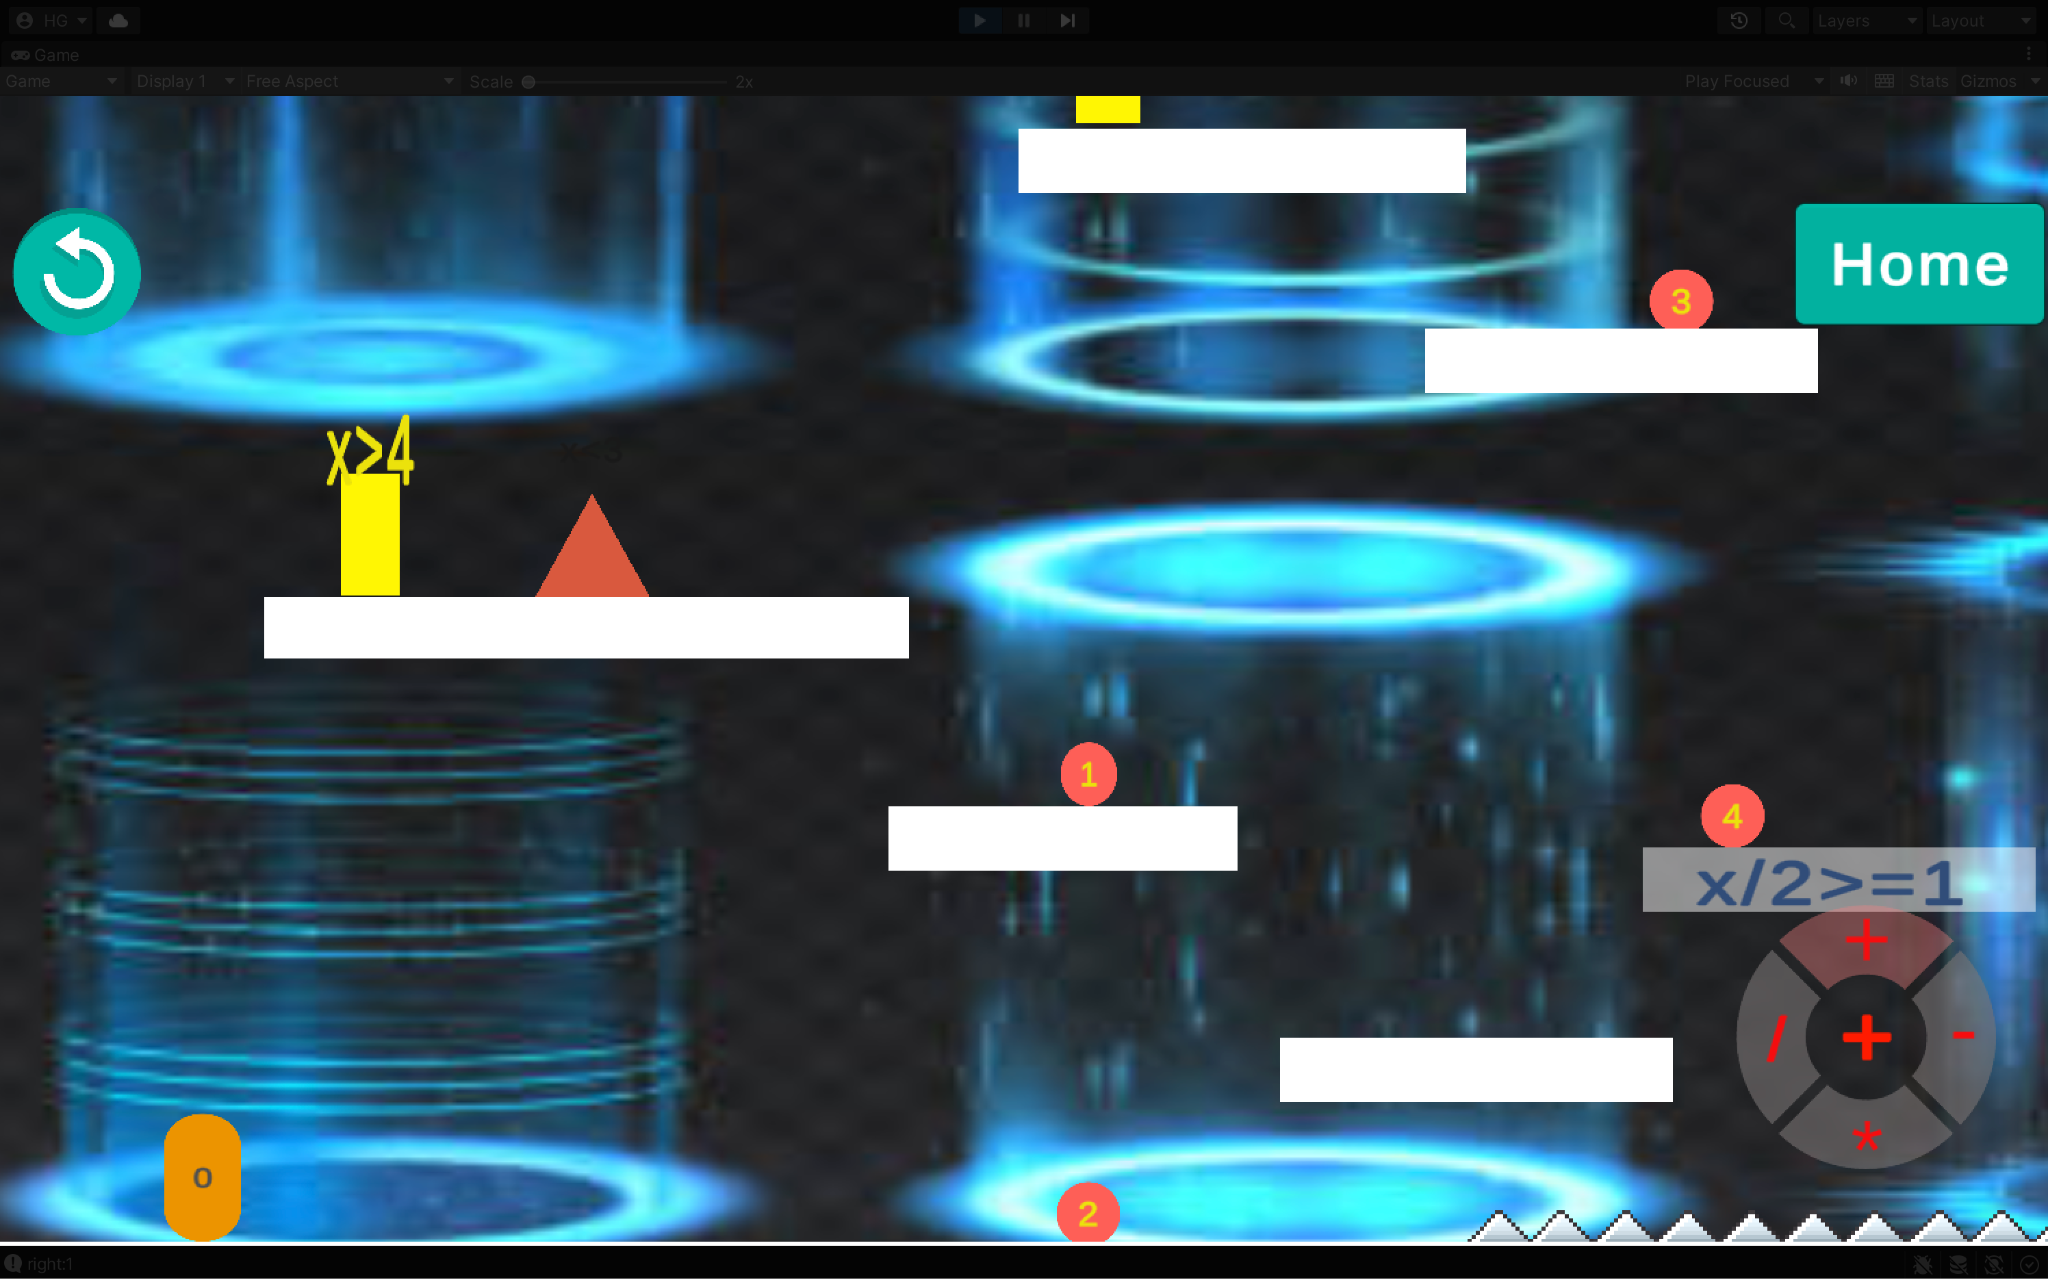 HG
Layers
Layout
Game
Game
Display 1
Free Aspect
Scale
2x
Play Focused
Stats
Gizmos
Home
3
x>4
1
4
x/2>=1
+
/
+
-
*
0
2
right:1